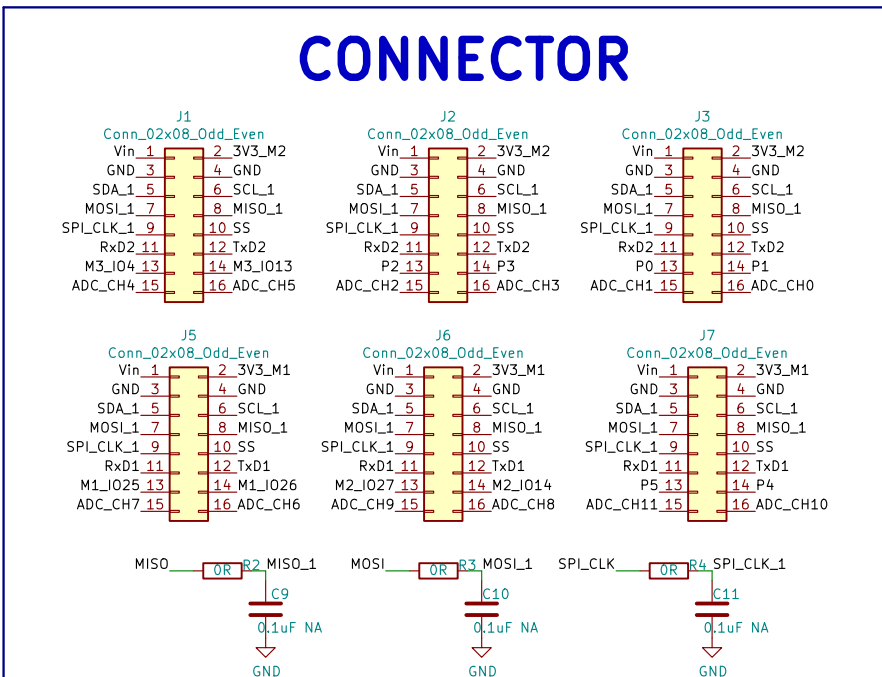 CONNECTOR
J1 J2 J3
Conn_02x08_Odd_Even Conn_02x08_Odd_Even Conn_02x08_Odd_Even
Vin 1 2 3V3_M2 Vin 1 2 3V3_M2 Vin 1 2 3V3_M2
GND 3 4 GND GND 3 4 GND GND 3 4 GND
SDA_1 5 6 SCL_1 SDA_1 5 6 SCL_1 SDA_1 5 6 SCL_1
MOSI_1 7 8 MISO_1 MOSI_1 7 8 MISO_1 MOSI_1 7 8 MISO_1
SPI_CLK_1 9 10 SS SPI_CLK_1 9 10 SS SPI_CLK_1 9 10 SS
RxD2 11 12 TxD2 RxD2 11 12 TxD2 RxD2 11 12 TxD2
M3_IO4 13 14 M3_IO13 P2 13 14 P3 P0 13 14 P1
ADC_CH4 15 16 ADC_CH5 ADC_CH2 15 16 ADC_CH3 ADC_CH1 15 16 ADC_CH0
J5 J6 J7
Conn_02x08_Odd_Even Conn_02x08_Odd_Even Conn_02x08_Odd_Even
Vin 1 2 3V3_M1 Vin 1 2 3V3_M1 Vin 1 2 3V3_M1
GND 3 4 GND GND 3 4 GND GND 3 4 GND
SDA_1 5 6 SCL_1 SDA_1 5 6 SCL_1 SDA_1 5 6 SCL_1
MOSI_1 7 8 MISO_1 MOSI_1 7 8 MISO_1 MOSI_1 7 8 MISO_1
SPI_CLK_1 9 10 SS SPI_CLK_1 9 10 SS SPI_CLK_1 9 10 SS
RxD1 11 12 TxD1 RxD1 11 12 TxD1 RxD1 11 12 TxD1
M1_IO25 13 14 M1_IO26 M2_IO27 13 14 M2_IO14 P5 13 14 P4
ADC_CH7 15 16 ADC_CH6 ADC_CH9 15 16 ADC_CH8 ADC_CH11 15 16 ADC_CH10
MISO 0R R2 MISO_1 MOSI 0R R3 MOSI_1 SPI_CLK 0R R4 SPI_CLK_1
C9 C10 C11
0.1uF NA 0.1uF NA 0.1uF NA
GND GND GND